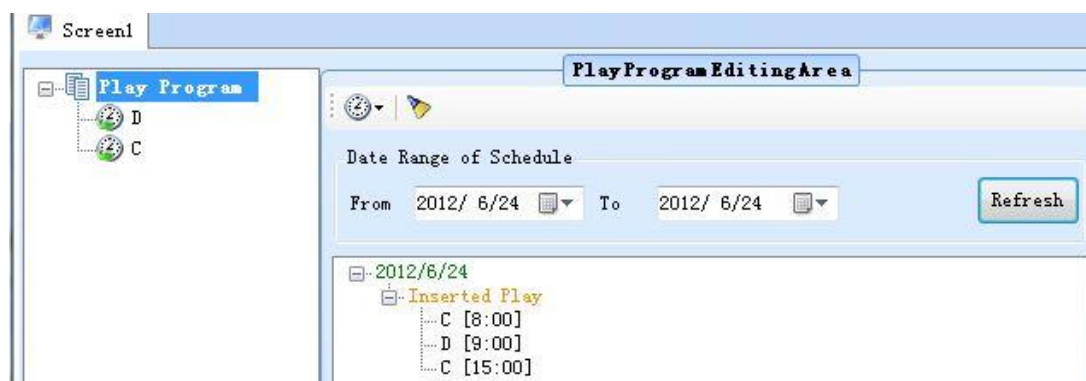 Screen1
Play Program
D
C
PlayProgramEditingArea
Date Range of Schedule
From 2012/ 6/24 To 2012/ 6/24 Refresh
2012/6/24
Inserted Play
C [8:00]
D [9:00]
C [15:00]